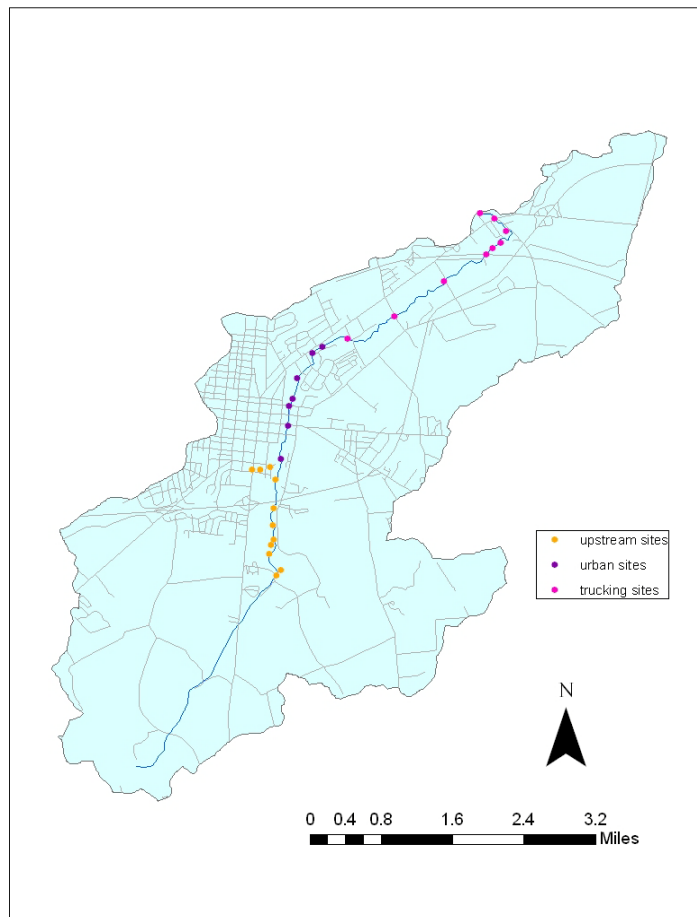 upstream sites
urban sites
trucking sites
N
0 0.4 0.8 1.6 2.4 3.2
Miles